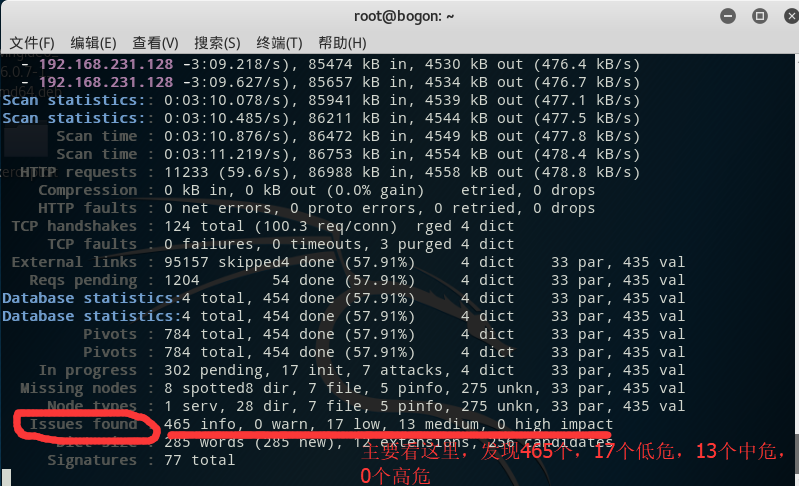 root@bogon: ~
文件(F) 编辑(E) 查看(V) 搜索(S) 终端(T) 帮助(H)
- 192.168.231.128 -3:09.218/s), 85474 kB in, 4530 kB out (476.4 kB/s)
- 192.168.231.128 -3:09.627/s), 85657 kB in, 4534 kB out (476.7 kB/s)
Scan statistics:: 0:03:10.078/s), 85941 kB in, 4539 kB out (477.1 kB/s)
Scan statistics:: 0:03:10.485/s), 86211 kB in, 4544 kB out (477.5 kB/s)
Scan time : 0:03:10.876/s), 86472 kB in, 4549 kB out (477.8 kB/s)
Scan time : 0:03:11.219/s), 86753 kB in, 4554 kB out (478.4 kB/s)
HTTP requests : 11233 (59.6/s), 86988 kB in, 4558 kB out (478.8 kB/s)
Compression : 0 kB in, 0 kB out (0.0% gain) etried, 0 drops
HTTP faults : 0 net errors, 0 proto errors, 0 retried, 0 drops
TCP handshakes : 124 total (100.3 req/conn) rged 4 dict
TCP faults : 0 failures, 0 timeouts, 3 purged 4 dict
External links : 95157 skipped4 done (57.91%) 4 dict 33 par, 435 val
Reqs pending : 1204 54 done (57.91%) 4 dict 33 par, 435 val
Database statistics:4 total, 454 done (57.91%) 4 dict 33 par, 435 val
Database statistics:4 total, 454 done (57.91%) 4 dict 33 par, 435 val
Pivots : 784 total, 454 done (57.91%) 4 dict 33 par, 435 val
Pivots : 784 total, 454 done (57.91%) 4 dict 33 par, 435 val
In progress : 302 pending, 17 init, 7 attacks, 4 dict 33 par, 435 val
Missing nodes : 8 spotted8 dir, 7 file, 5 pinfo, 275 unkn, 33 par, 435 val
Node types : 1 serv, 28 dir, 7 file, 5 pinfo, 275 unkn, 33 par, 435 val
Issues found : 465 info, 0 warn, 17 low, 13 medium, 0 high impact
Dict size : 285 words (285 new), 12 extensions, 256 candidates
Signatures : 77 total
主要看这里，发现465个，17个低危，13个中危，
0个高危